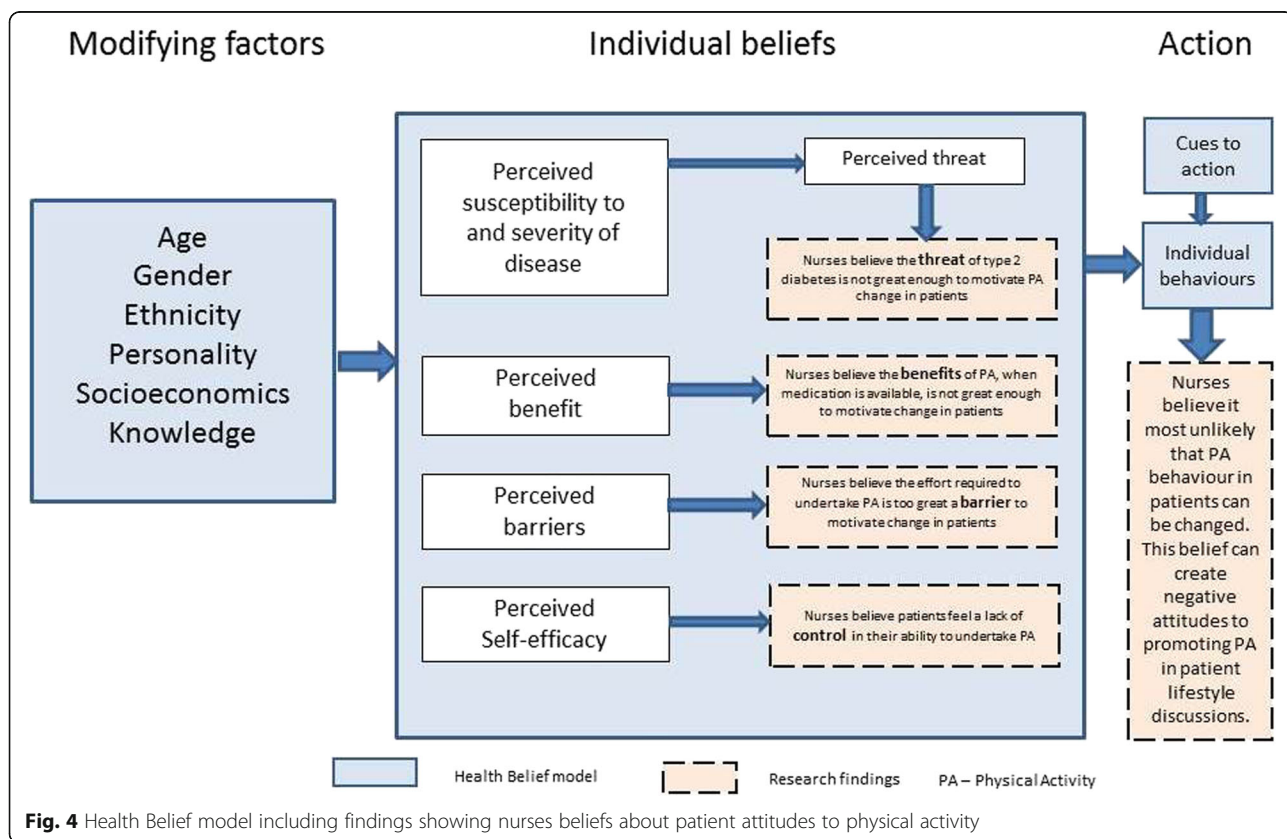 Modifying factors
Individual beliefs
Action
Age
Gender
Ethnicity
Personality
Socioeconomics
Knowledge
Perceived
susceptibility to
and severity of
disease
Perceived threat
Nurses believe the threat of type 2
diabetes is not great enough to motivate PA
change in patients
Perceived
benefit
Nurses believe the benefits of PA, when
medication is available, is not great enough
to motivate change in patients
Perceived
barriers
Nurses believe the effort required to
undertake PA is too great a barrier to
motivate change in patients
Perceived
Self-efficacy
Nurses believe patients feel a lack of
control in their ability to undertake PA
Cues to
action
Individual
behaviours
Nurses
believe it
most unlikely
that PA
behaviour in
patients can
be changed.
This belief can
create
negative
attitudes to
promoting PA
in patient
lifestyle
discussions.
Health Belief model
Research findings
PA – Physical Activity
Fig. 4 Health Belief model including findings showing nurses beliefs about patient attitudes to physical activity